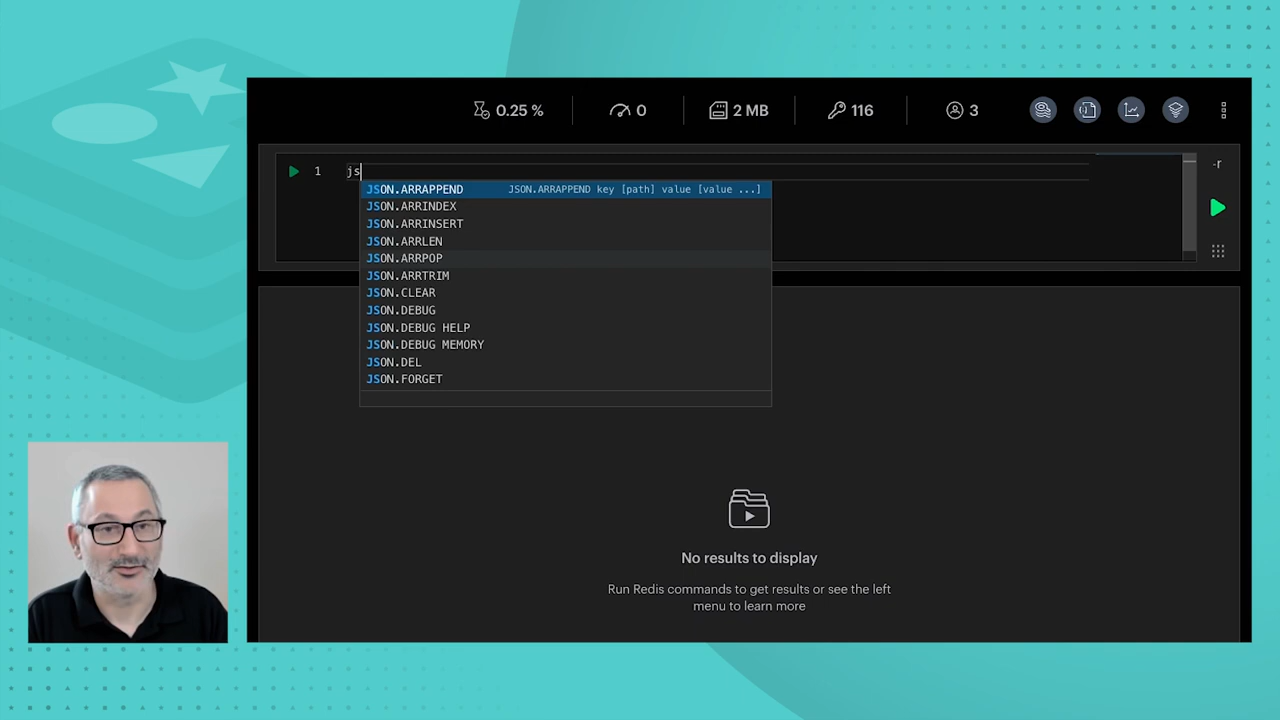 0.25 % 0 2 MB 116 3
1 js
-r
JSON.ARRAPPEND JSON.ARRAPPEND key [path] value [value ...]
JSON.ARRINDEX
JSON.ARRINSERT
JSON.ARRLEN
JSON.ARRPOP
JSON.ARRTRIM
JSON.CLEAR
JSON.DEBUG
JSON.DEBUG HELP
JSON.DEBUG MEMORY
JSON.DEL
JSON.FORGET
No results to display
Run Redis commands to get results or see the left
menu to learn more